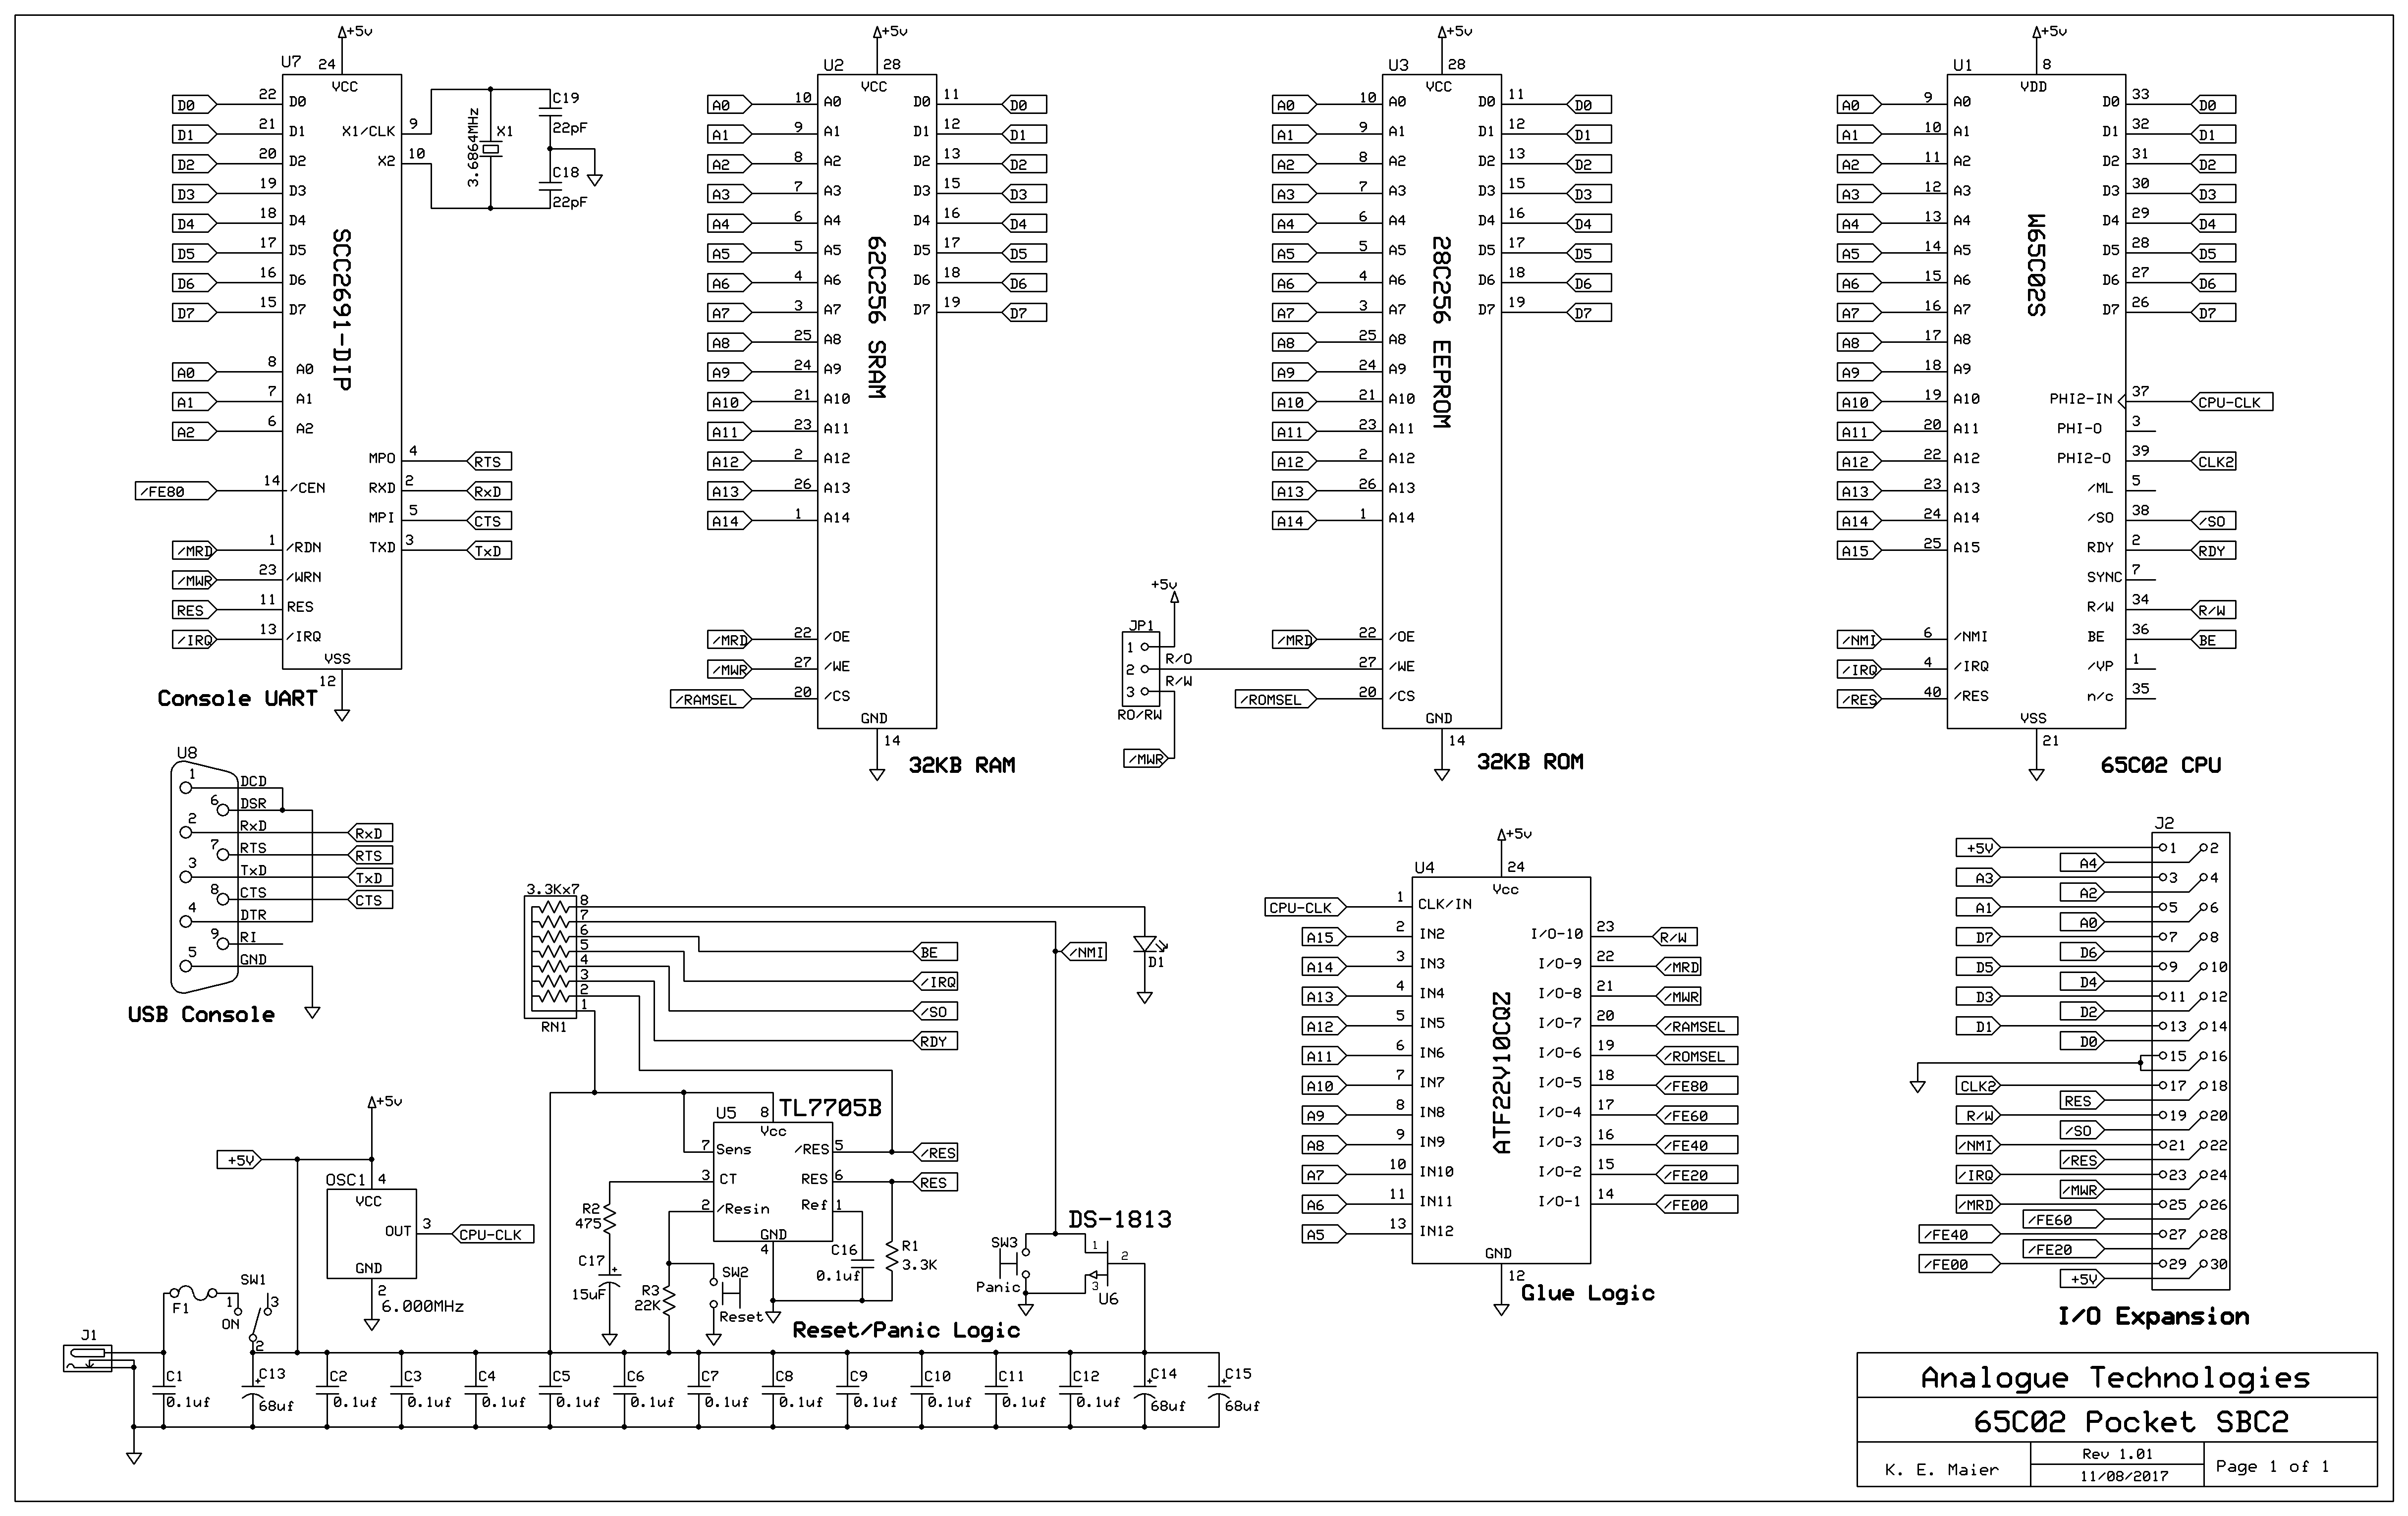 U7
24
+5v
VCC
D0 22 D0
D1 21 D1 X1/CLK 9
D2 20 D2 X2 10
D3 19 D3
D4 18 D4
D5 17 D5
D6 16 D6
D7 15 D7
A0 8 A0
A1 7 A1
A2 6 A2
MPO 4 RTS
/FE80 14 /CEN RXD 2 RxD
MPI 5 CTS
/MRD 1 /RDN TXD 3 TxD
/MWR 23 /WRN
RES 11 RES
/IRQ 13 /IRQ
VSS
12
SCC2691-DIP
Console UART
3.6864MHz
X1
C19
22pF
C18
22pF
U2
+5v
28
VCC
A0 10 A0 D0 11 D0
A1 9 A1 D1 12 D1
A2 8 A2 D2 13 D2
A3 7 A3 D3 15 D3
A4 6 A4 D4 16 D4
A5 5 A5 D5 17 D5
A6 4 A6 D6 18 D6
A7 3 A7 D7 19 D7
A8 25 A8
A9 24 A9
A10 21 A10
A11 23 A11
A12 2 A12
A13 26 A13
A14 1 A14
/MRD 22 /OE
/MWR 27 /WE
/RAMSEL 20 /CS
GND
14
62C256 SRAM
32KB RAM
U3
+5v
28
VCC
A0 10 A0 D0 11 D0
A1 9 A1 D1 12 D1
A2 8 A2 D2 13 D2
A3 7 A3 D3 15 D3
A4 6 A4 D4 16 D4
A5 5 A5 D5 17 D5
A6 4 A6 D6 18 D6
A7 3 A7 D7 19 D7
A8 25 A8
A9 24 A9
A10 21 A10
A11 23 A11
A12 2 A12
A13 26 A13
A14 1 A14
/MRD 22 /OE
27 /WE
/ROMSEL 20 /CS
GND
14
28C256 EEPROM
32KB ROM
+5v
JP1
1
2 R/O
3 R/W
RO/RW
/MWR
U1
+5v
8
VDD
A0 9 A0 D0 33 D0
A1 10 A1 D1 32 D1
A2 11 A2 D2 31 D2
A3 12 A3 D3 30 D3
A4 13 A4 D4 29 D4
A5 14 A5 D5 28 D5
A6 15 A6 D6 27 D6
A7 16 A7 D7 26 D7
A8 17 A8
A9 18 A9
A10 19 A10 PHI2-IN 37 CPU-CLK
A11 20 A11 PHI-O 3
A12 22 A12 PHI2-O 39 CLK2
A13 23 A13 /ML 5
A14 24 A14 /SO 38 /SO
A15 25 A15 RDY 2 RDY
SYNC 7
R/W 34 R/W
/NMI 6 /NMI BE 36 BE
/IRQ 4 /IRQ /VP 1
/RES 40 /RES n/c 35
VSS
21
W65C02S
65C02 CPU
U8
1 DCD
6 DSR
2 RxD RxD
7 RTS RTS
3 TxD TxD
8 CTS CTS
4 DTR
9 RI
5 GND
USB Console
3.3Kx7
8
7
6 BE
5 /IRQ
4 /SO
3 RDY
2
1
RN1
/NMI
D1
U5
TL7705B
8
Vcc
7 Sens /RES 5 /RES
3 CT RES 6 RES
2 /Resin Ref 1
GND
4
R2
475
C17
+
15uF
R3
22K
SW2
Reset
C16
0.1uf
R1
3.3K
Reset/Panic Logic
DS-1813
SW3
Panic
1
2
3
U6
+5v
+5V
OSC1 4
VCC
OUT 3 CPU-CLK
GND
2
6.000MHz
J1
F1
SW1
1
3
ON
2
C1
0.1uf
C13
+
68uf
C2
0.1uf
C3
0.1uf
C4
0.1uf
C5
0.1uf
C6
0.1uf
C7
0.1uf
C8
0.1uf
C9
0.1uf
C10
0.1uf
C11
0.1uf
C12
0.1uf
C14
+
68uf
C15
+
68uf
U4
+5v
24
Vcc
CPU-CLK 1 CLK/IN
A15 2 IN2 I/O-10 23 R/W
A14 3 IN3 I/O-9 22 /MRD
A13 4 IN4 I/O-8 21 /MWR
A12 5 IN5 I/O-7 20 /RAMSEL
A11 6 IN6 I/O-6 19 /ROMSEL
A10 7 IN7 I/O-5 18 /FE80
A9 8 IN8 I/O-4 17 /FE60
A8 9 IN9 I/O-3 16 /FE40
A7 10 IN10 I/O-2 15 /FE20
A6 11 IN11 I/O-1 14 /FE00
A5 13 IN12
GND
12
ATF22V10CQZ
Glue Logic
J2
+5V 1 2
A4
A3 3 4
A2
A1 5 6
A0
D7 7 8
D6
D5 9 10
D4
D3 11 12
D2
D1 13 14
D0
15 16
CLK2 17 18
RES
R/W 19 20
/SO
/NMI 21 22
/RES
/IRQ 23 24
/MWR
/MRD 25 26
/FE60
/FE40 27 28
/FE20
/FE00 29 30
+5V
I/O Expansion
Analogue Technologies
65C02 Pocket SBC2
K. E. Maier
Rev 1.01
11/08/2017
Page 1 of 1